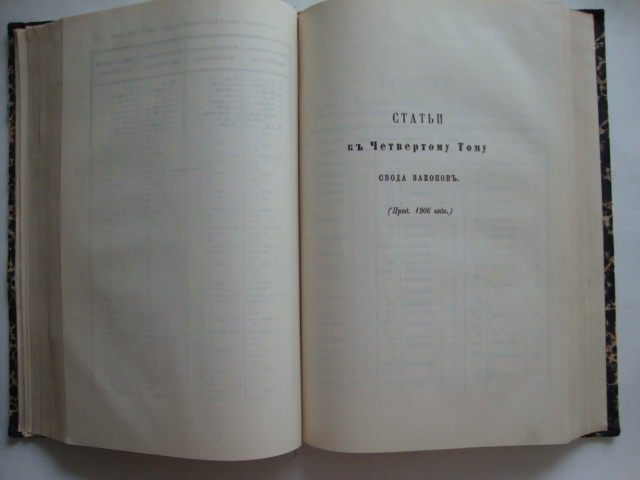 СТАТЬИ
къ Четвертому Тому
СВОДА ЗАКОНОВЪ.
(Прод. 1906 года.)